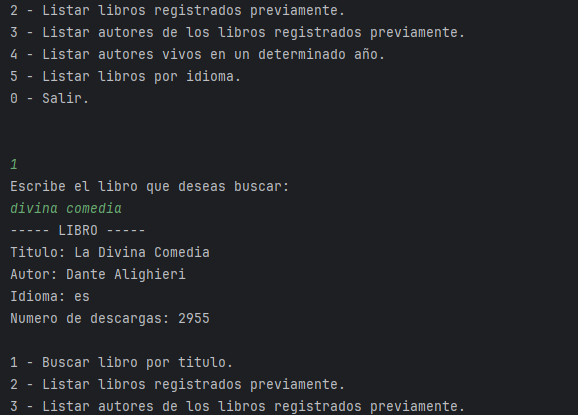 2 - Listar libros registrados previamente.
3 - Listar autores de los libros registrados previamente.
4 - Listar autores vivos en un determinado año.
5 - Listar libros por idioma.
0 - Salir.
1
Escribe el libro que deseas buscar:
divina comedia
----- LIBRO -----
Titulo: La Divina Comedia
Autor: Dante Alighieri
Idioma: es
Numero de descargas: 2955
1 - Buscar libro por titulo.
2 - Listar libros registrados previamente.
3 - Listar autores de los libros registrados previamente.